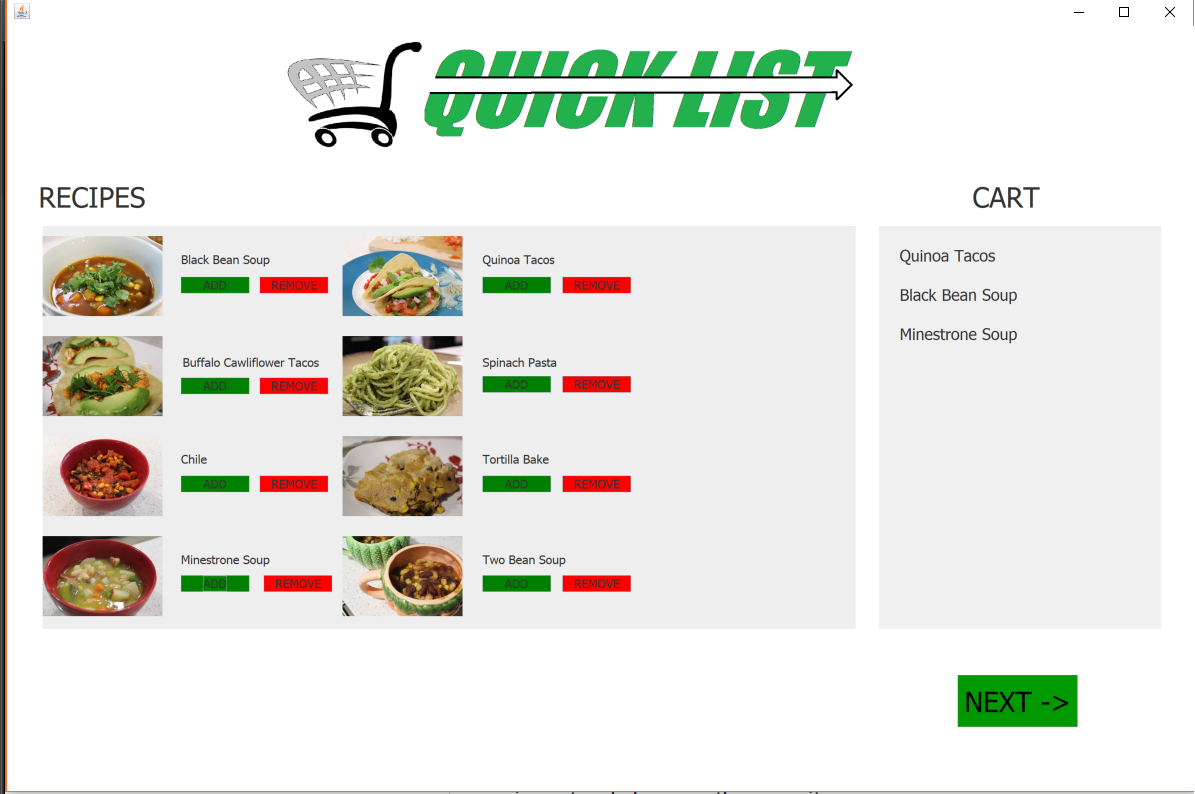 QUICK LIST
RECIPES
CART
Black Bean Soup
ADD REMOVE
Quinoa Tacos
ADD REMOVE
Buffalo Cawliflower Tacos
ADD REMOVE
Spinach Pasta
ADD REMOVE
Chile
ADD REMOVE
Tortilla Bake
ADD REMOVE
Minestrone Soup
ADD REMOVE
Two Bean Soup
ADD REMOVE
Quinoa Tacos
Black Bean Soup
Minestrone Soup
NEXT ->